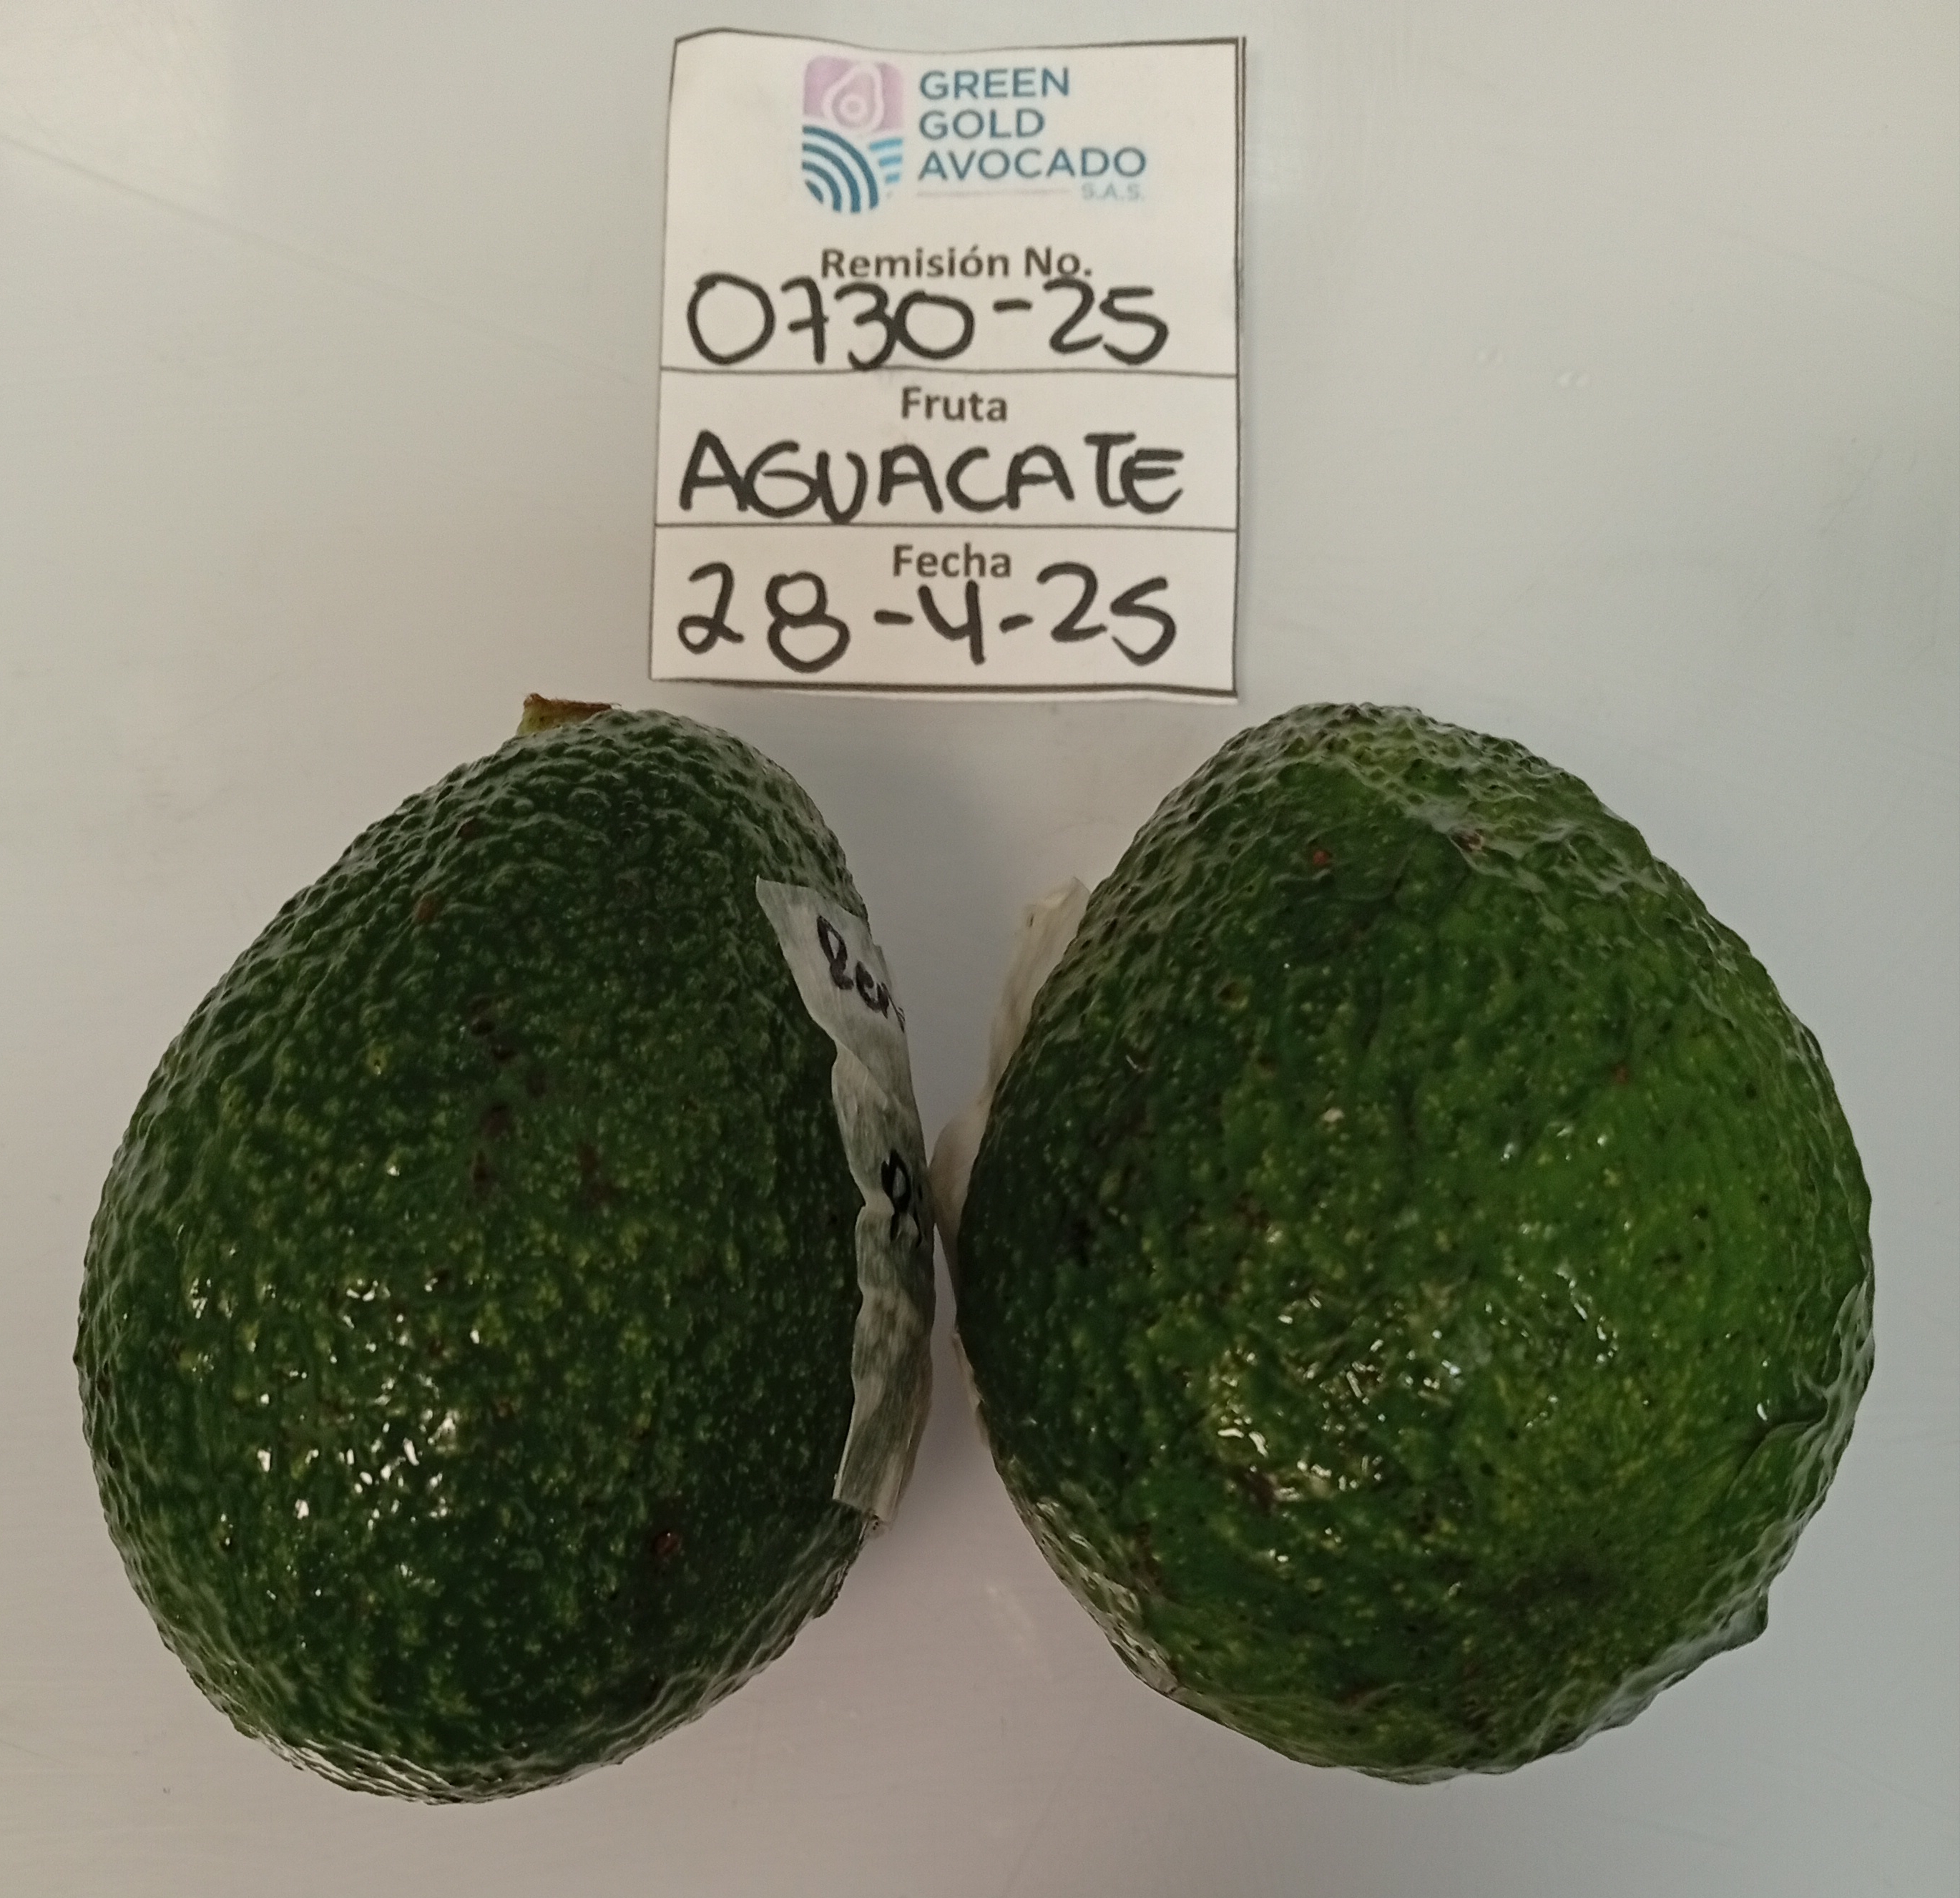 GREEN
GOLD
AVOCADO
S.A.S.
Remisión No.
0730-25
Fruta
AGUACATE
Fecha
28-4-25